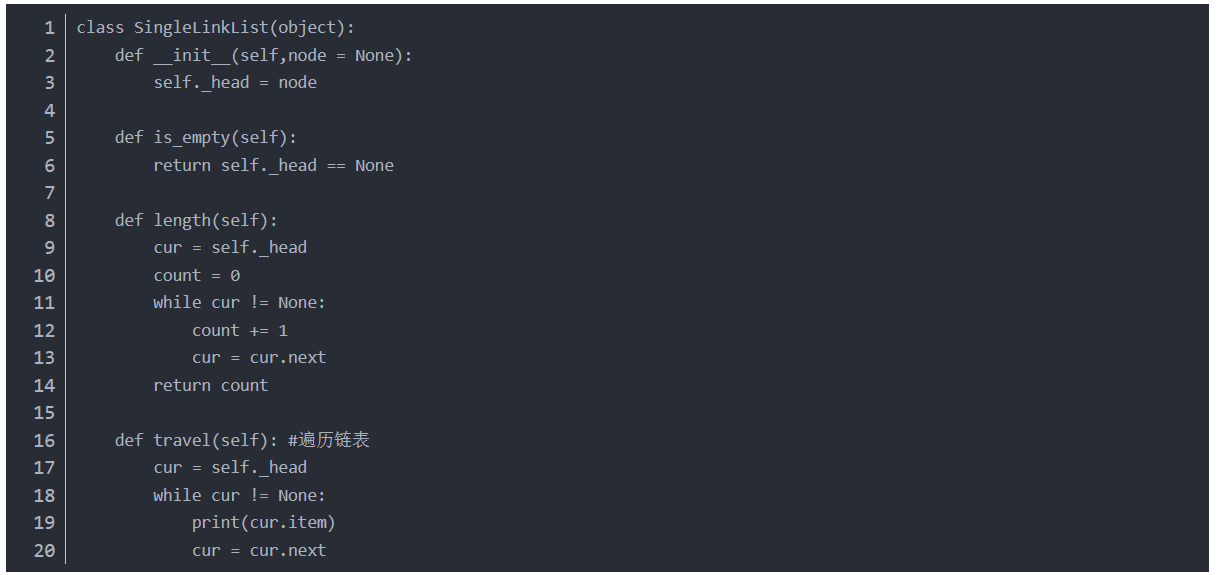 1 class SingleLinkList(object):
2     def __init__(self,node = None):
3         self._head = node
4
5     def is_empty(self):
6         return self._head == None
7
8     def length(self):
9         cur = self._head
10         count = 0
11         while cur != None:
12             count += 1
13             cur = cur.next
14         return count
15
16     def travel(self): #遍历链表
17         cur = self._head
18         while cur != None:
19             print(cur.item)
20             cur = cur.next